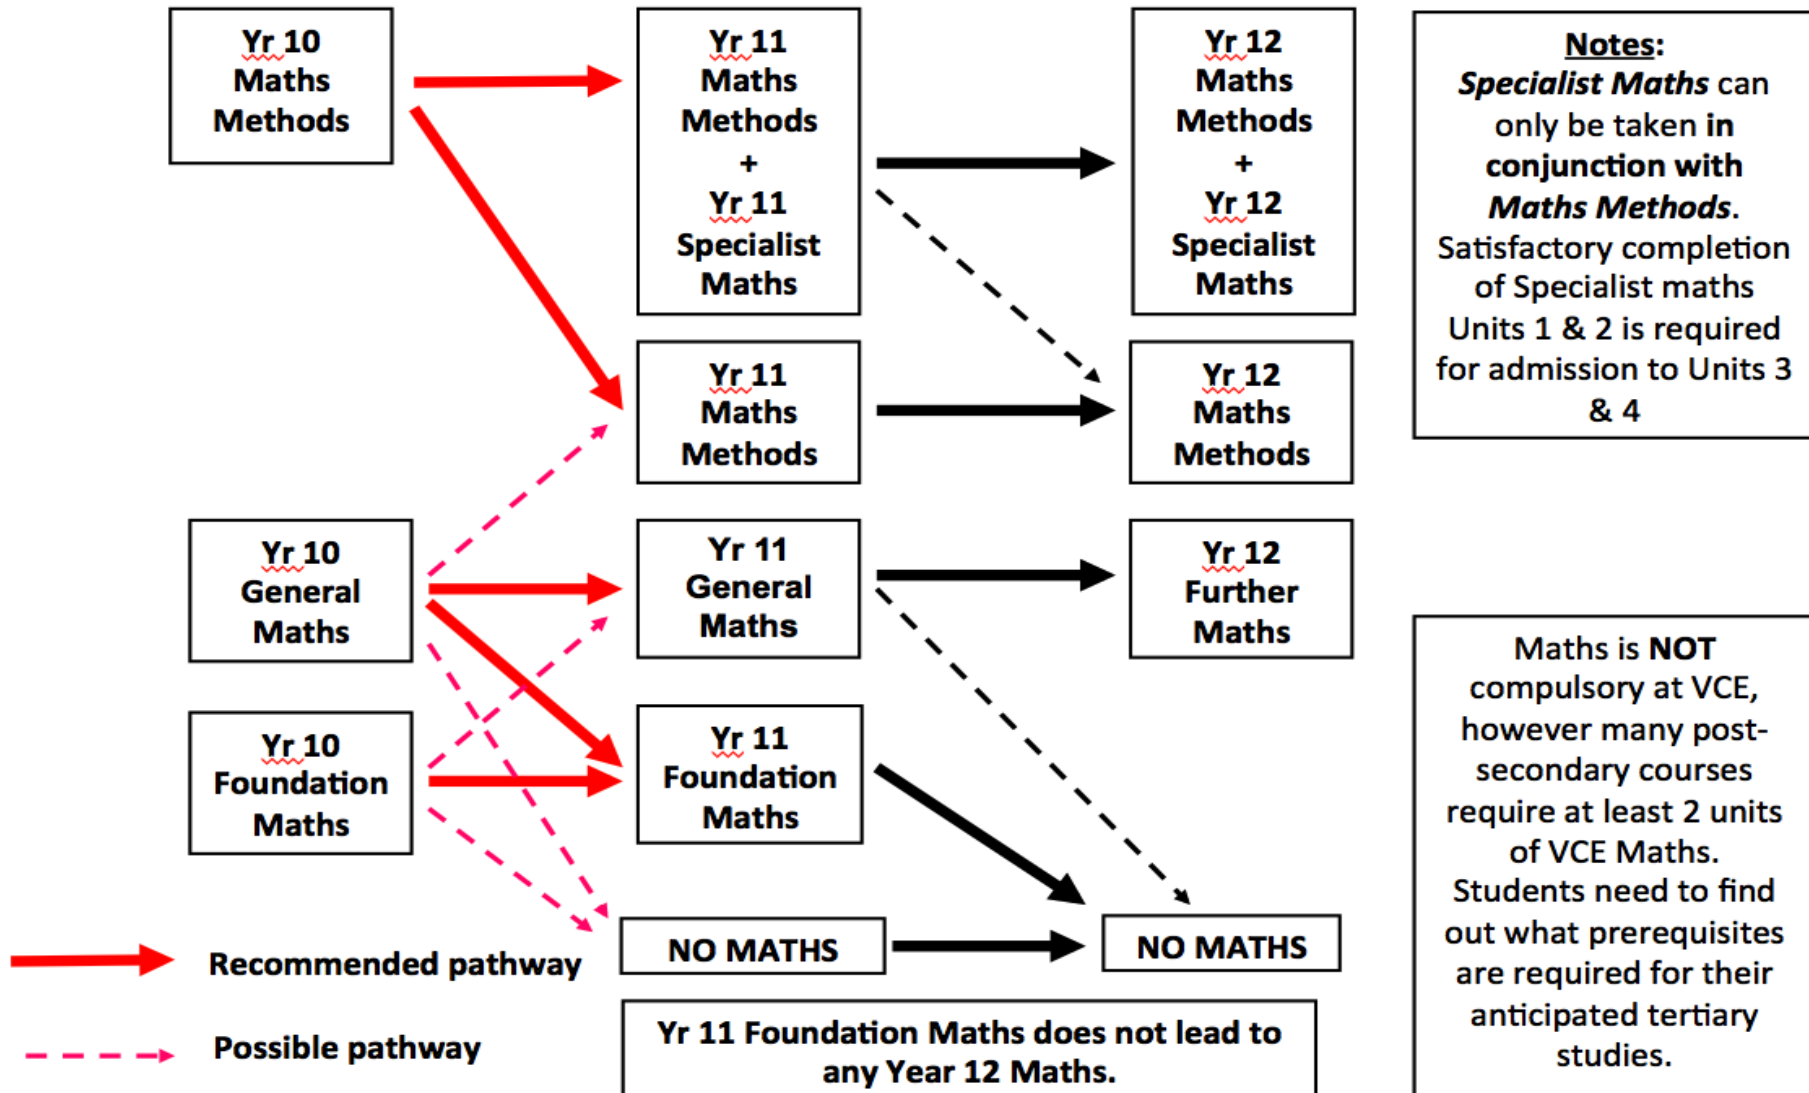 Yr 10
Maths
Methods
Yr 11
Maths
Methods
+
Yr 11
Specialist
Maths
Yr 12
Maths
Methods
+
Yr 12
Specialist
Maths
Notes:
Specialist Maths can
only be taken in
conjunction with
Maths Methods.
Satisfactory completion
of Specialist maths
Units 1 & 2 is required
for admission to Units 3
& 4
Yr 11
Maths
Methods
Yr 12
Maths
Methods
Yr 10
General
Maths
Yr 11
General
Maths
Yr 12
Further
Maths
Yr 10
Foundation
Maths
Yr 11
Foundation
Maths
Maths is NOT
compulsory at VCE,
however many post-
secondary courses
require at least 2 units
of VCE Maths.
Students need to find
out what prerequisites
are required for their
anticipated tertiary
studies.
NO MATHS
NO MATHS
Recommended pathway
Possible pathway
Yr 11 Foundation Maths does not lead to
any Year 12 Maths.